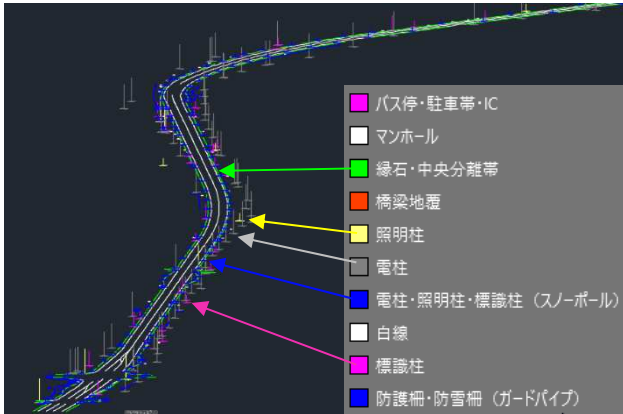 バス停・駐車帯・IC
マンホール
縁石・中央分離帯
橋梁地覆
照明柱
電柱
電柱・照明柱・標識柱（スノーポール）
白線
標識柱
防護柵・防雪柵（ガードパイプ）